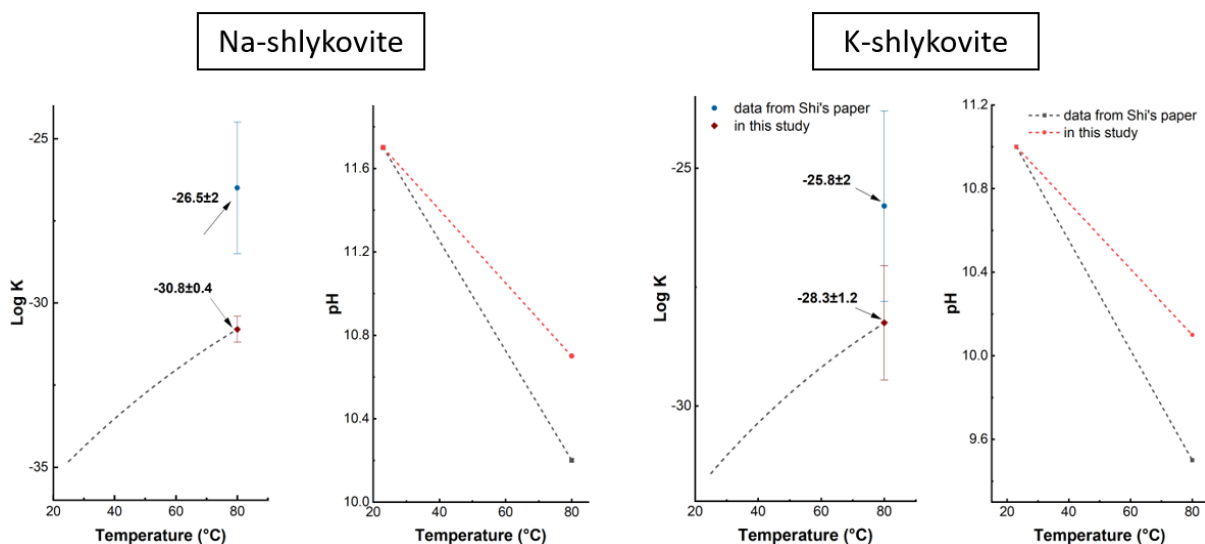 Na-shlykovite
K-shlykovite
-25
-30
-35
Log K
-26.5±2
-30.8±0.4
20
40
60
80
Temperature (°C)
11.6
11.2
10.8
10.4
10.0
pH
20
40
60
80
Temperature (°C)
data from Shi's paper
in this study
-25
-30
Log K
-25.8±2
-28.3±1.2
20
40
60
80
Temperature (°C)
data from Shi's paper
in this study
11.2
10.8
10.4
10.0
9.6
pH
20
40
60
80
Temperature (°C)